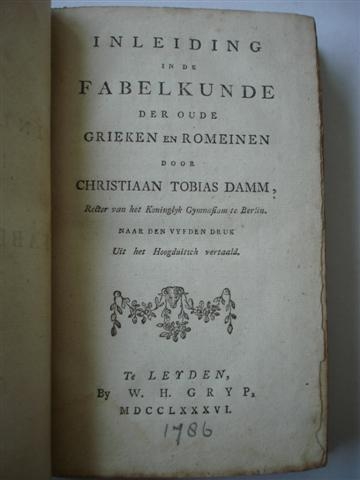 INLEIDING
IN DE
FABELKUNDE
DER OUDE
GRIEKEN EN ROMEINEN
DOOR
CHRISTIAAN TOBIAS DAMM,
Rector van het Koninglyk Gymnasium te Berlin.
NAAR DEN VYFDEN DRUK
Uit het Hoogduitsch vertaald.
Te LEYDEN,
By W. H. GRYP,
MDCCLXXXVI.
1786